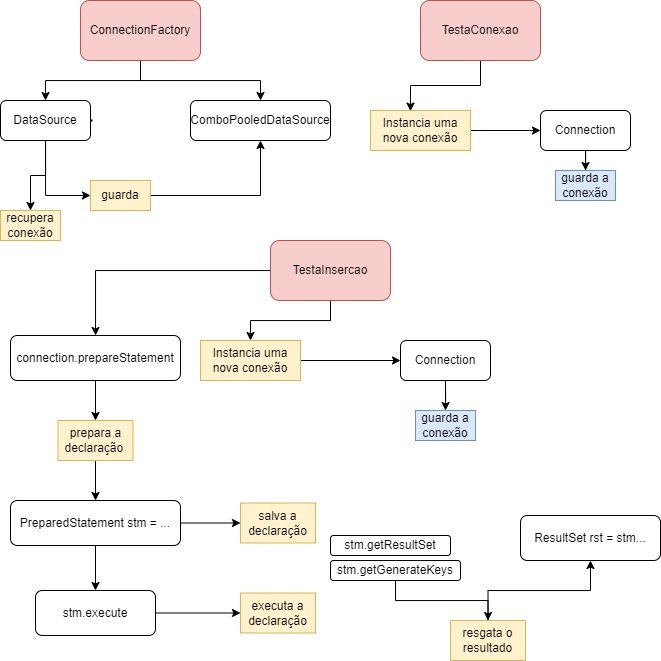 ConnectionFactory
TestaConexao
DataSource
ComboPooledDataSource
Instancia uma
nova conexão
Connection
guarda a
conexão
guarda
recupera
conexão
TestaInsercao
connection.prepareStatement
Instancia uma
nova conexão
Connection
guarda a
conexão
prepara a
declaração
PreparedStatement stm = ...
salva a
declaração
stm.getResultSet
stm.getGenerateKeys
ResultSet rst = stm...
stm.execute
executa a
declaração
resgata o
resultado